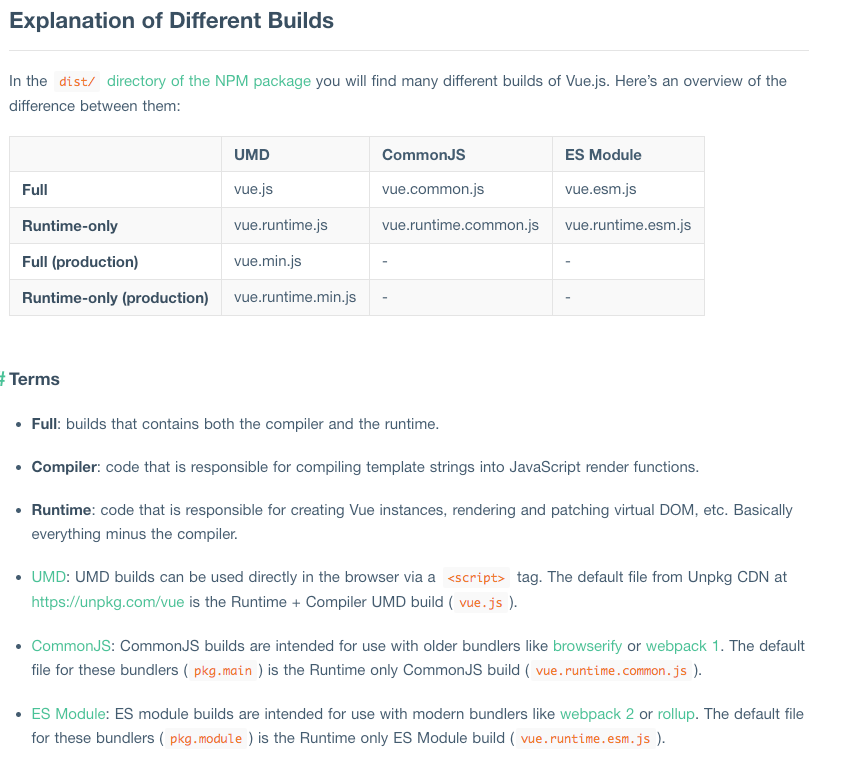 Explanation of Different Builds
In the dist/ directory of the NPM package you will find many different builds of Vue.js. Here’s an overview of the
difference between them:
UMD CommonJS ES Module
Full vue.js vue.common.js vue.esm.js
Runtime-only vue.runtime.js vue.runtime.common.js vue.runtime.esm.js
Full (production) vue.min.js - -
Runtime-only (production) vue.runtime.min.js - -
# Terms
• Full: builds that contains both the compiler and the runtime.
• Compiler: code that is responsible for compiling template strings into JavaScript render functions.
• Runtime: code that is responsible for creating Vue instances, rendering and patching virtual DOM, etc. Basically
everything minus the compiler.
• UMD: UMD builds can be used directly in the browser via a <script> tag. The default file from Unpkg CDN at
https://unpkg.com/vue is the Runtime + Compiler UMD build ( vue.js ).
• CommonJS: CommonJS builds are intended for use with older bundlers like browserify or webpack 1. The default
file for these bundlers ( pkg.main ) is the Runtime only CommonJS build ( vue.runtime.common.js ).
• ES Module: ES module builds are intended for use with modern bundlers like webpack 2 or rollup. The default file
for these bundlers ( pkg.module ) is the Runtime only ES Module build ( vue.runtime.esm.js ).